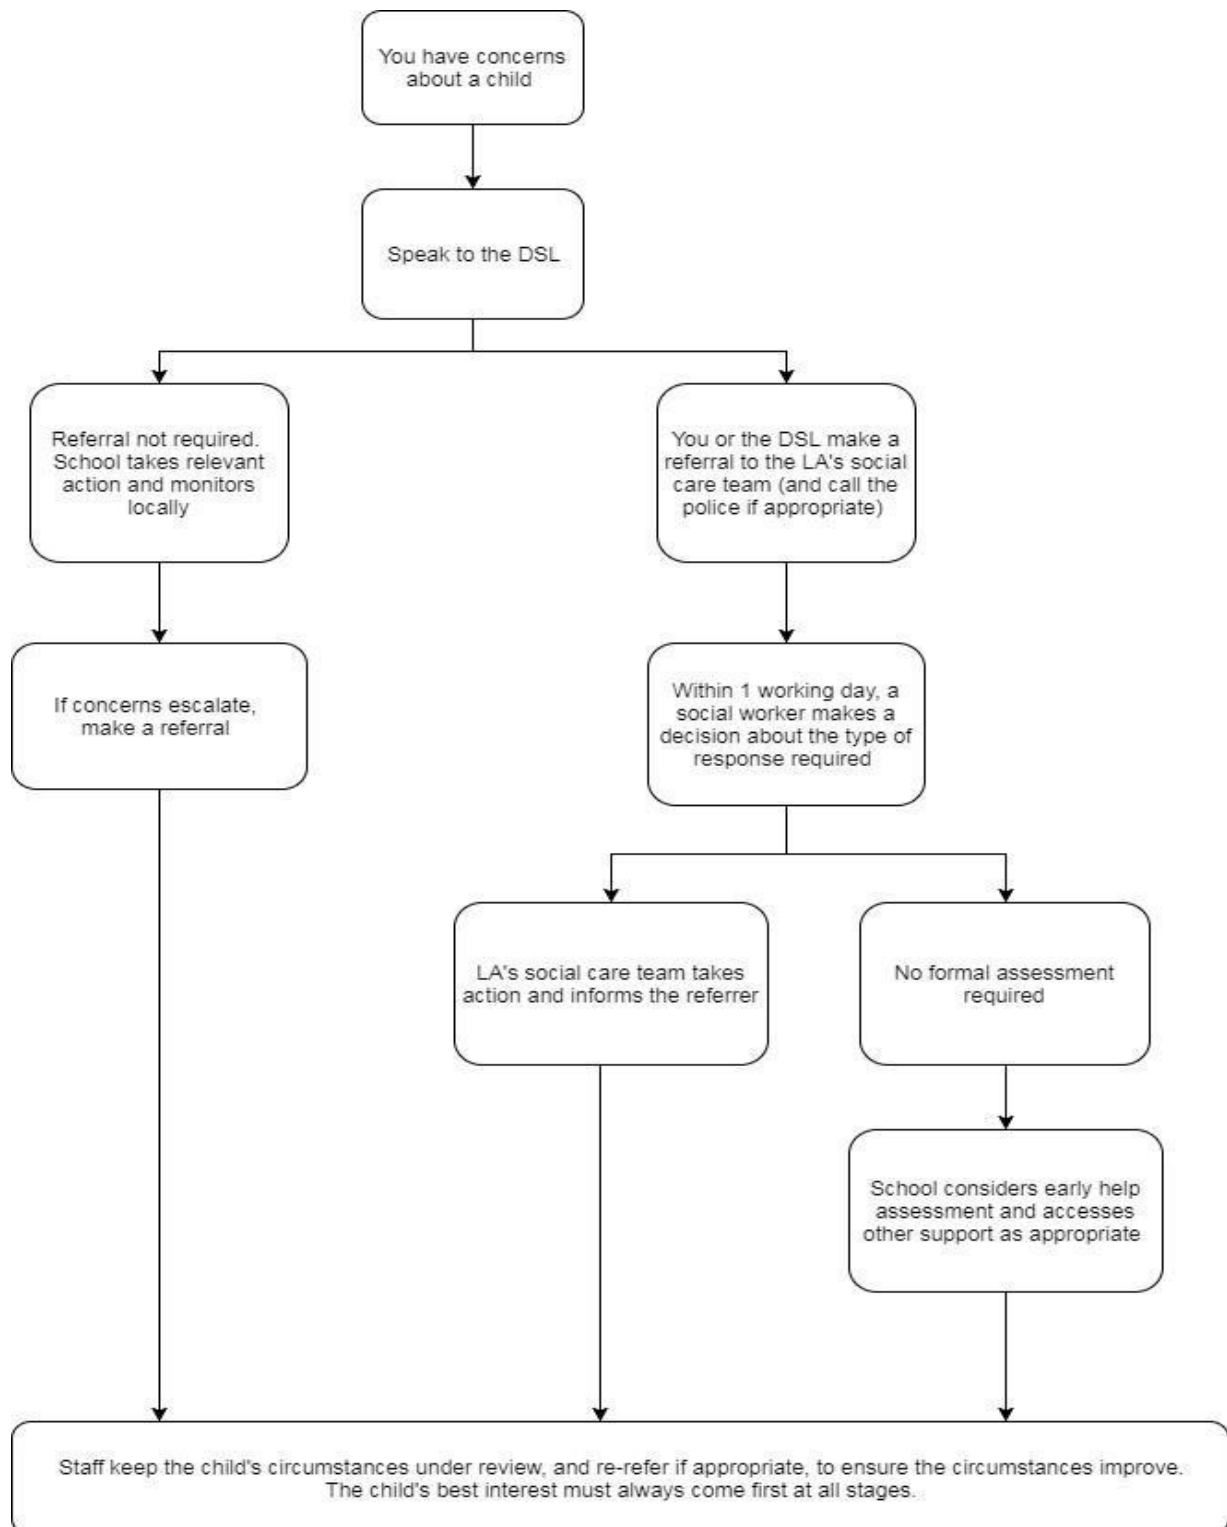 You have concerns
about a child
Speak to the DSL
Referral not required.
School takes relevant
action and monitors
locally
You or the DSL make a
referral to the LA's social
care team (and call the
police if appropriate)
If concerns escalate,
make a referral
Within 1 working day, a
social worker makes a
decision about the type of
response required
LA's social care team takes
action and informs the referrer
No formal assessment
required
School considers early help
assessment and accesses
other support as appropriate
Staff keep the child's circumstances under review, and re-refer if appropriate, to ensure the circumstances improve.
The child's best interest must always come first at all stages.